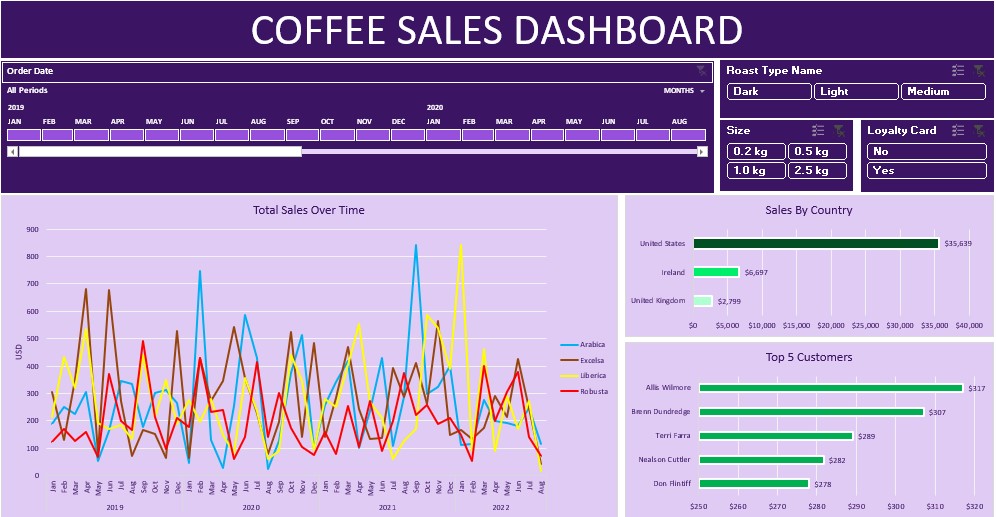 COFFEE SALES DASHBOARD
Order Date
All Periods MONTHS
2019 2020
JAN FEB MAR APR MAY JUN JUL AUG SEP OCT NOV DEC JAN FEB MAR APR MAY JUN JUL AUG
Roast Type Name
Dark Light Medium
Size
0.2 kg 0.5 kg
1.0 kg 2.5 kg
Loyalty Card
No
Yes
Total Sales Over Time
900
800
700
600
500
400
300
200
100
0
USD
Jan Feb Mar Apr May Jun Jul Aug Sep Oct Nov Dec Jan Feb Mar Apr May Jun Jul Aug Sep Oct Nov Dec Jan Feb Mar Apr May Jun Jul Aug Sep Oct Nov Dec Jan Feb Mar Apr May Jun Jul Aug
2019 2020 2021 2022
Arabica
Excelsa
Liberica
Robusta
Sales By Country
United States $35,639
Ireland $6,697
United Kingdom $2,799
$0 $5,000 $10,000 $15,000 $20,000 $25,000 $30,000 $35,000 $40,000
Top 5 Customers
Allis Wilmore $317
Brenn Dundredge $307
Terri Farra $289
Nealson Cuttler $282
Don Flintiff $278
$250 $260 $270 $280 $290 $300 $310 $320